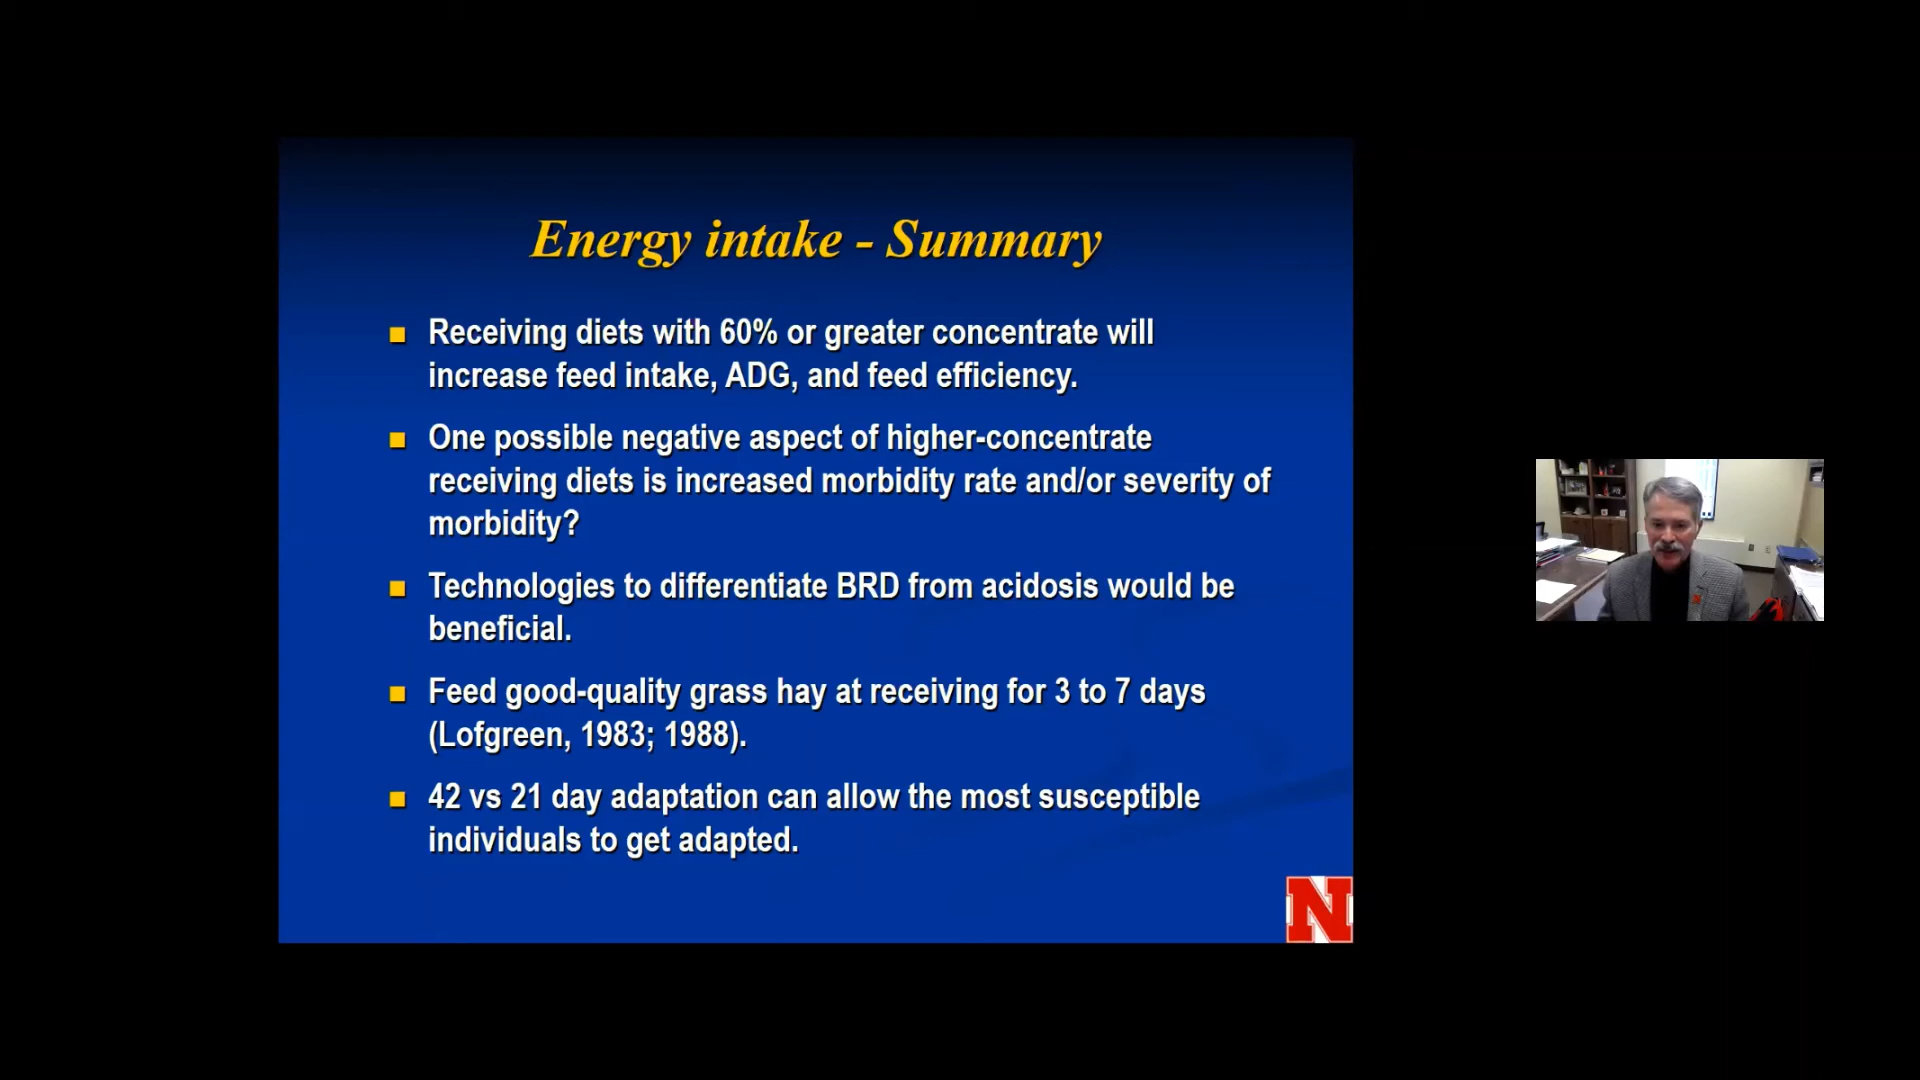 Energy intake - Summary
Receiving diets with 60% or greater concentrate will
increase feed intake, ADG, and feed efficiency.
One possible negative aspect of higher-concentrate
receiving diets is increased morbidity rate and/or severity of
morbidity?
Technologies to differentiate BRD from acidosis would be
beneficial.
Feed good-quality grass hay at receiving for 3 to 7 days
(Lofgreen, 1983; 1988).
42 vs 21 day adaptation can allow the most susceptible
individuals to get adapted.
N